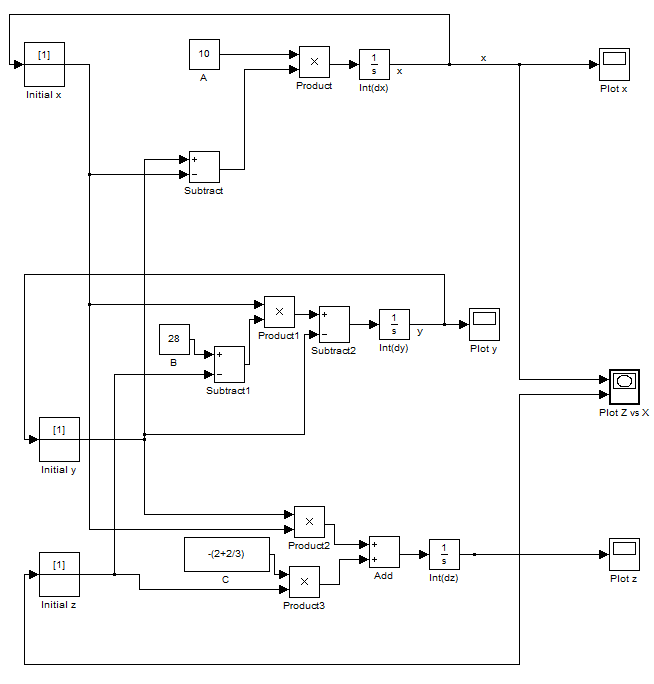 [1]
Initial x
10
A
×
Product
1
s
Int(dx)
x
x
Plot x
+
−
Subtract
28
B
+
−
Subtract1
×
Product1
+
−
Subtract2
1
s
Int(dy)
y
Plot y
Plot Z vs X
[1]
Initial y
×
Product2
-(2+2/3)
C
×
Product3
+
+
Add
1
s
Int(dz)
Plot z
[1]
Initial z